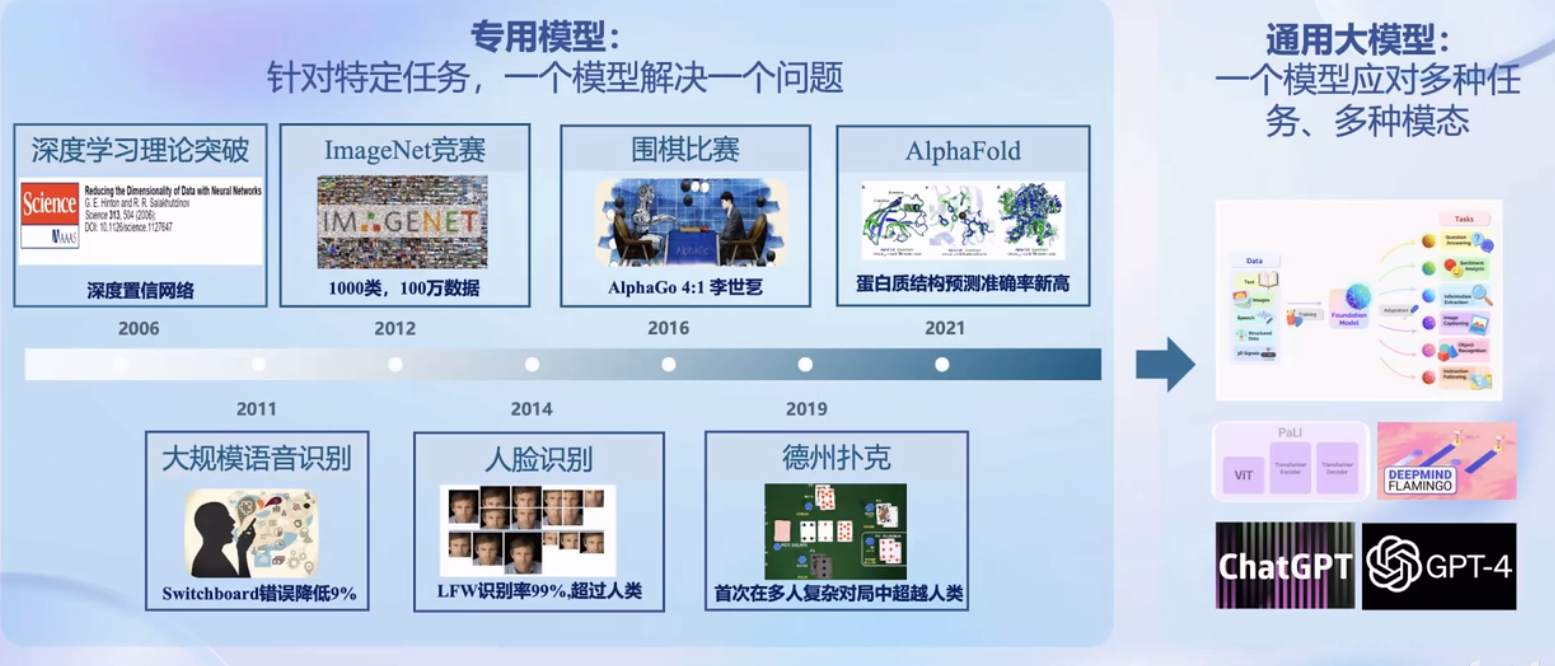 专用模型：
针对特定任务，一个模型解决一个问题
深度学习理论突破
Science
AAAS
Reducing the Dimensionality of Data with Neural Networks
G. E. Hinton and R. R. Salakhutdinov
Science 313, 504 (2006);
DOI: 10.1126/science.1127647
深度置信网络
2006
ImageNet竞赛
IMAGENET
1000类，100万数据
2012
围棋比赛
AlphaGo 4:1 李世乭
2016
AlphaFold
蛋白质结构预测准确率新高
2021
2011
大规模语音识别
Switchboard错误降低9%
2014
人脸识别
LFW识别率99%,超过人类
2019
德州扑克
首次在多人复杂对局中超越人类
通用大模型：
一个模型应对多种任
务、多种模态
Data
Text
Images
Speech
Structured
Data
3D Signals
Training
Foundation
Model
Adaptation
Tasks
Question
Answering
Sentiment
Analysis
Information
Extraction
Image
Captioning
Object
Recognition
Instruction
Following
PaLI
ViT
Transformer
Encoder
Transformer
Decoder
DEEPMIND
FLAMINGO
ChatGPT
GPT-4